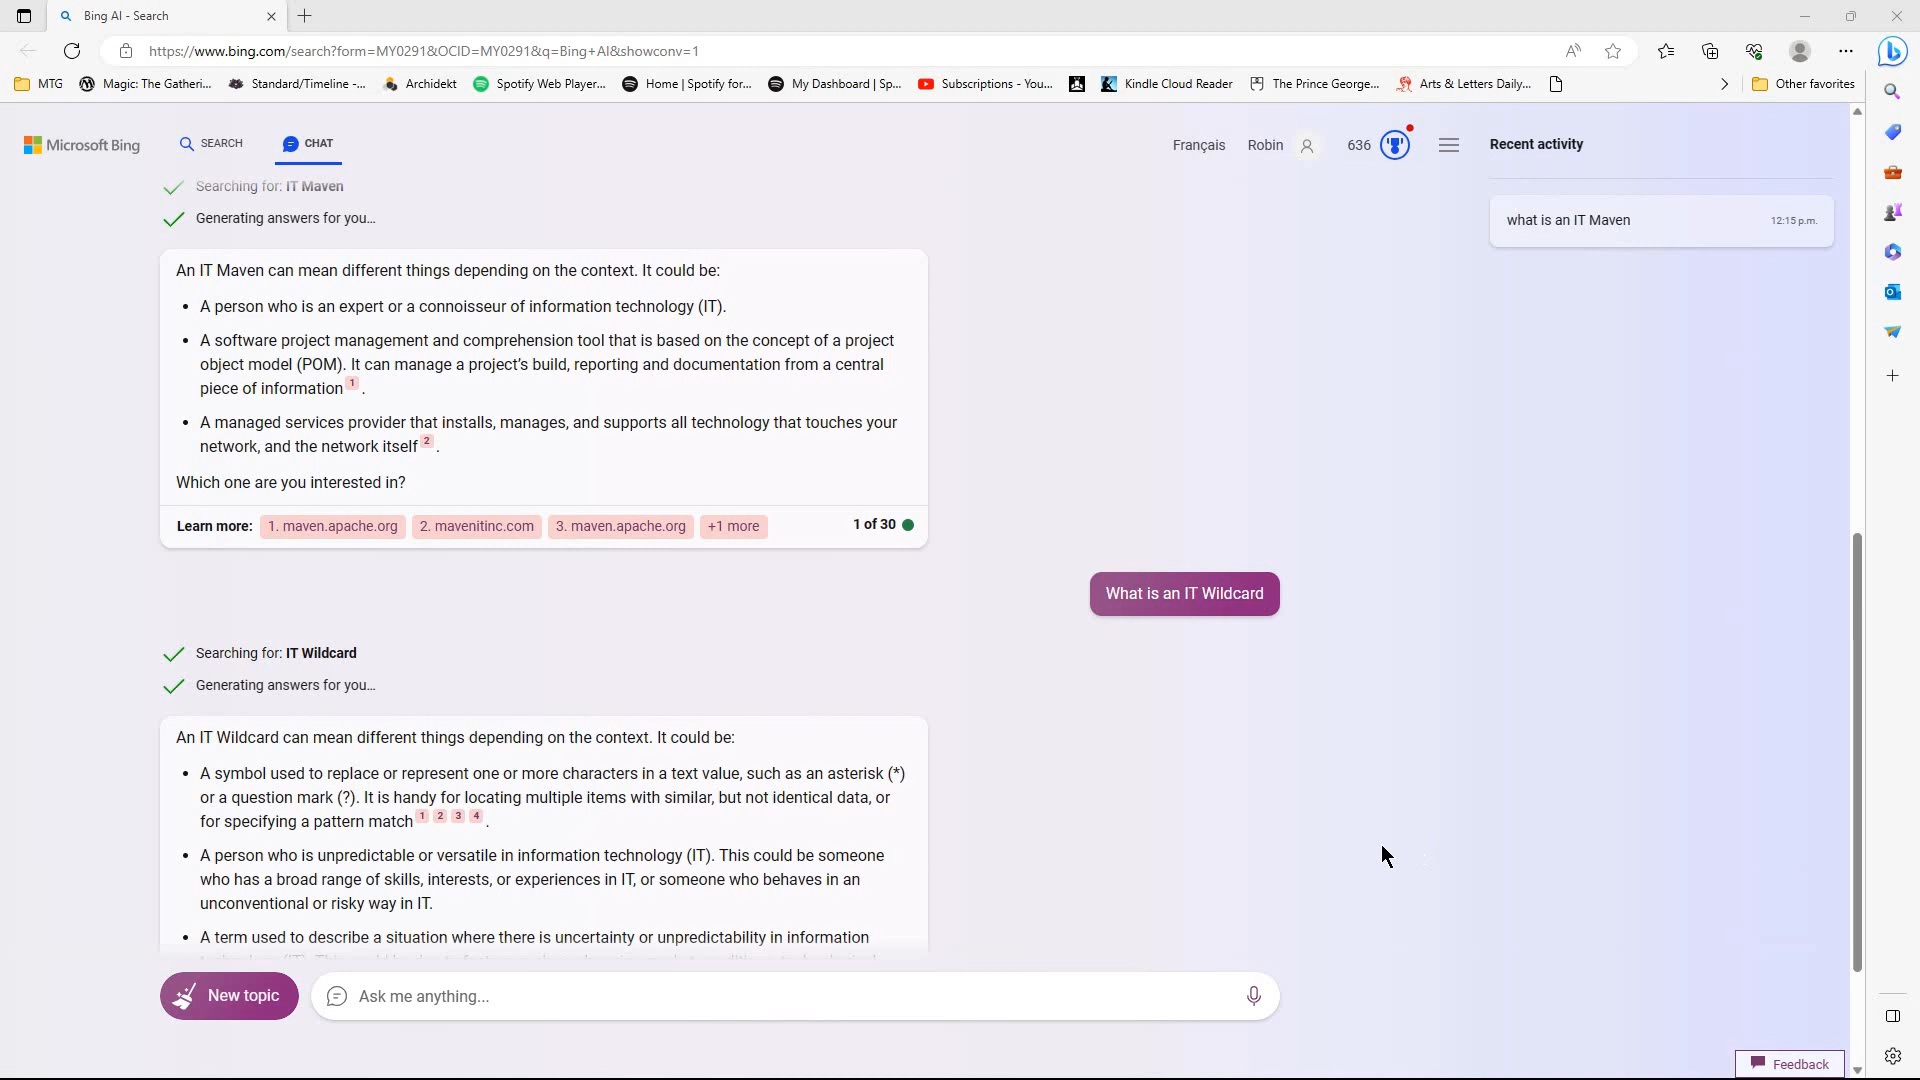 Bing AI - Search
https://www.bing.com/search?form=MY0291&OCID=MY0291&q=Bing+AI&showconv=1
MTG Magic: The Gatheri... Standard/Timeline -... Archidekt Spotify Web Player... Home | Spotify for... My Dashboard | Sp... Subscriptions - You... Kindle Cloud Reader The Prince George... Arts & Letters Daily... Other favorites
Microsoft Bing SEARCH CHAT Français Robin 636 Recent activity
Searching for: IT Maven
Generating answers for you...
what is an IT Maven 12:15 p.m.
An IT Maven can mean different things depending on the context. It could be:
• A person who is an expert or a connoisseur of information technology (IT).
• A software project management and comprehension tool that is based on the concept of a project
object model (POM). It can manage a project's build, reporting and documentation from a central
piece of information 1 .
• A managed services provider that installs, manages, and supports all technology that touches your
network, and the network itself 2 .
Which one are you interested in?
Learn more: 1. maven.apache.org 2. mavenitinc.com 3. maven.apache.org +1 more 1 of 30
What is an IT Wildcard
Searching for: IT Wildcard
Generating answers for you...
An IT Wildcard can mean different things depending on the context. It could be:
• A symbol used to replace or represent one or more characters in a text value, such as an asterisk (*)
or a question mark (?). It is handy for locating multiple items with similar, but not identical data, or
for specifying a pattern match 1 2 3 4 .
• A person who is unpredictable or versatile in information technology (IT). This could be someone
who has a broad range of skills, interests, or experiences in IT, or someone who behaves in an
unconventional or risky way in IT.
• A term used to describe a situation where there is uncertainty or unpredictability in information
New topic Ask me anything...
Feedback